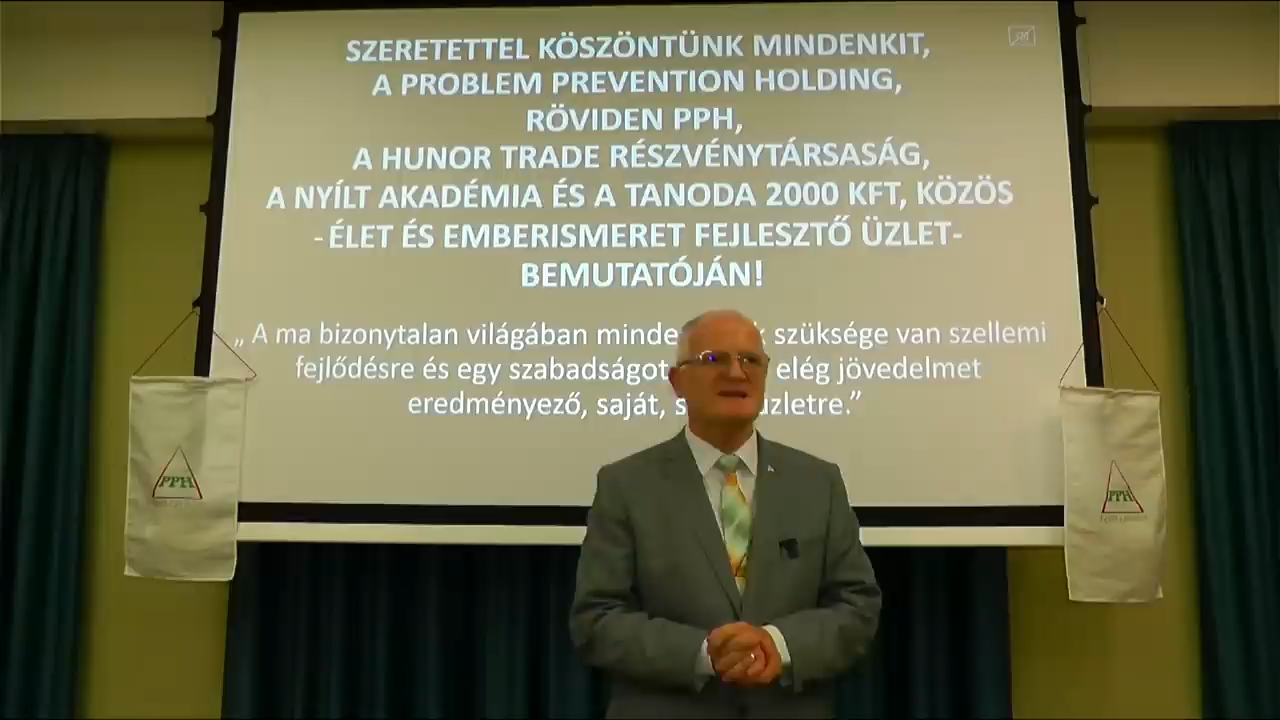 SZERETETTEL KÖSZÖNTÜNK MINDENKIT,
A PROBLEM PREVENTION HOLDING,
RÖVIDEN PPH,
A HUNOR TRADE RÉSZVÉNYTÁRSASÁG,
A NYÍLT AKADÉMIA ÉS A TANODA 2000 KFT, KÖZÖS
- ÉLET ÉS EMBERISMERET FEJLESZTŐ ÜZLET-
BEMUTATÓJÁN!
„ A ma bizonytalan világában szüksége van szellemi
fejlődésre és egy elég jövedelmet
eredményező, saját, üzletre.”
PPH
PPH